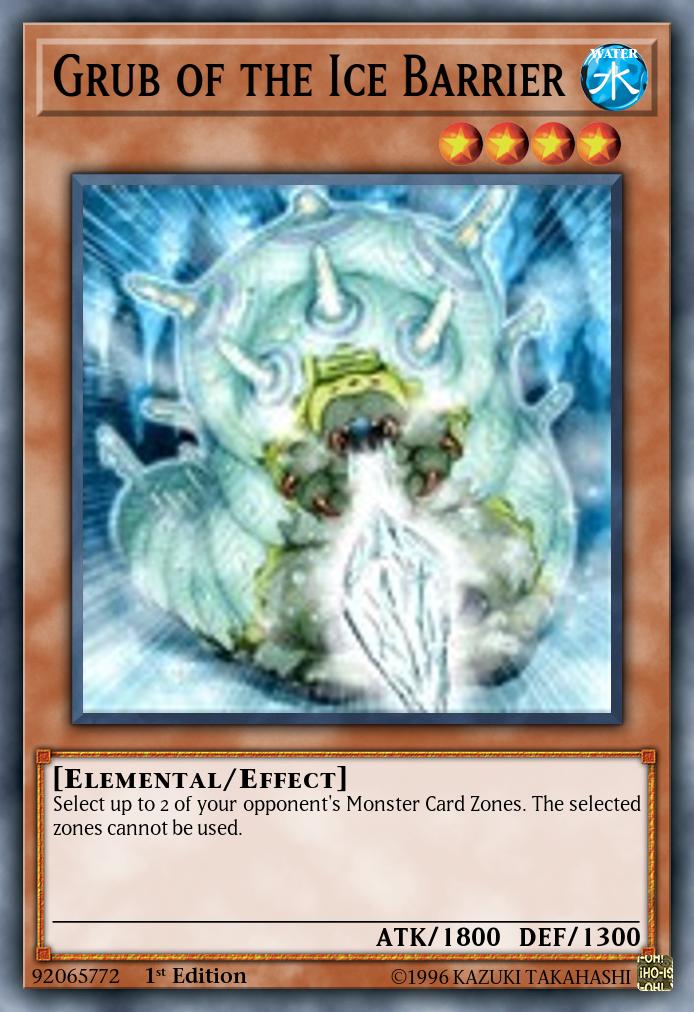 Grub of the Ice Barrier
WATER
水
[Elemental/Effect]
Select up to 2 of your opponent's Monster Card Zones. The selected
zones cannot be used.
ATK/1800 DEF/1300
92065772 1st Edition ©1996 KAZUKI TAKAHASHI